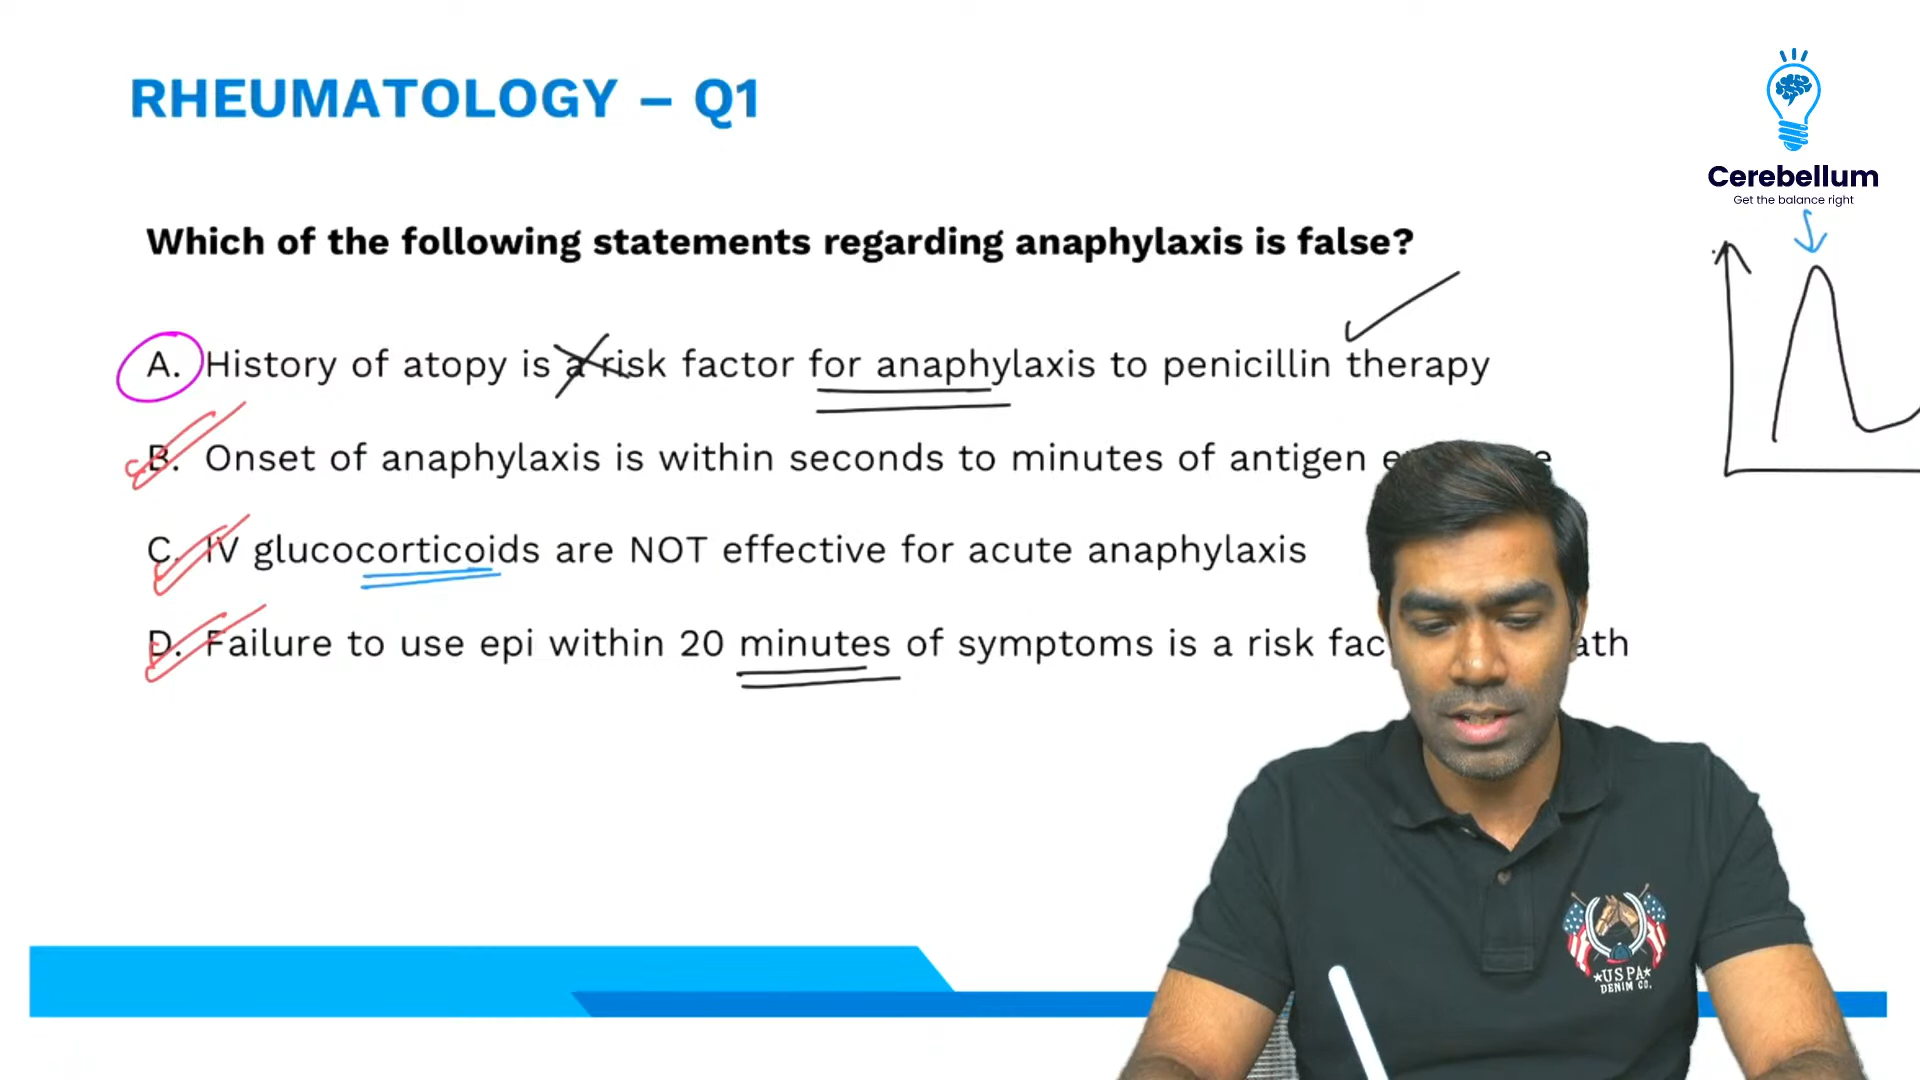 RHEUMATOLOGY – Q1
Cerebellum
Get the balance right
Which of the following statements regarding anaphylaxis is false?
A. History of atopy is a risk factor for anaphylaxis to penicillin therapy
B. Onset of anaphylaxis is within seconds to minutes of antigen
C. IV glucocorticoids are NOT effective for acute anaphylaxis
D. Failure to use epi within 20 minutes of symptoms is a risk
USPA
DENIM CO.